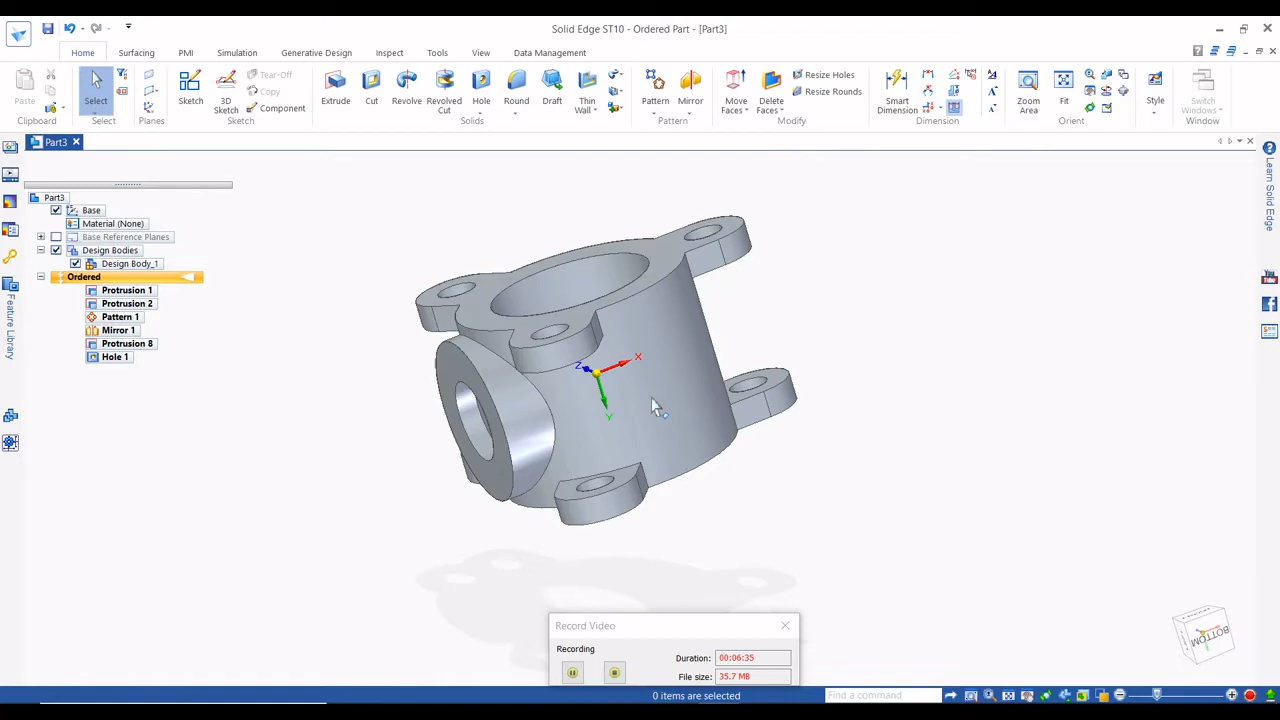 Solid Edge ST10 - Ordered Part - [Part3]
Home Surfacing PMI Simulation Generative Design Inspect Tools View Data Management
Paste
Clipboard
Select
Select
Planes
Sketch
3D Sketch
Tear-Off
Copy
Component
Sketch
Extrude
Cut
Revolve
Revolved Cut
Hole
Round
Draft
Thin Wall
Solids
Pattern
Mirror
Pattern
Move Faces
Delete Faces
Resize Holes
Resize Rounds
Modify
Smart Dimension
Dimension
Zoom Area
Fit
Orient
Style
Switch Windows
Window
Part3
Learn Solid Edge
Feature Library
Part3
Base
Material (None)
Base Reference Planes
Design Bodies
Design Body_1
Ordered
Protrusion 1
Protrusion 2
Pattern 1
Mirror 1
Protrusion 8
Hole 1
X
Z
Y
You
Tube
BOTTOM
Record Video
Recording
Duration: 00:06:35
File size: 35.7 MB
0 items are selected
Find a command